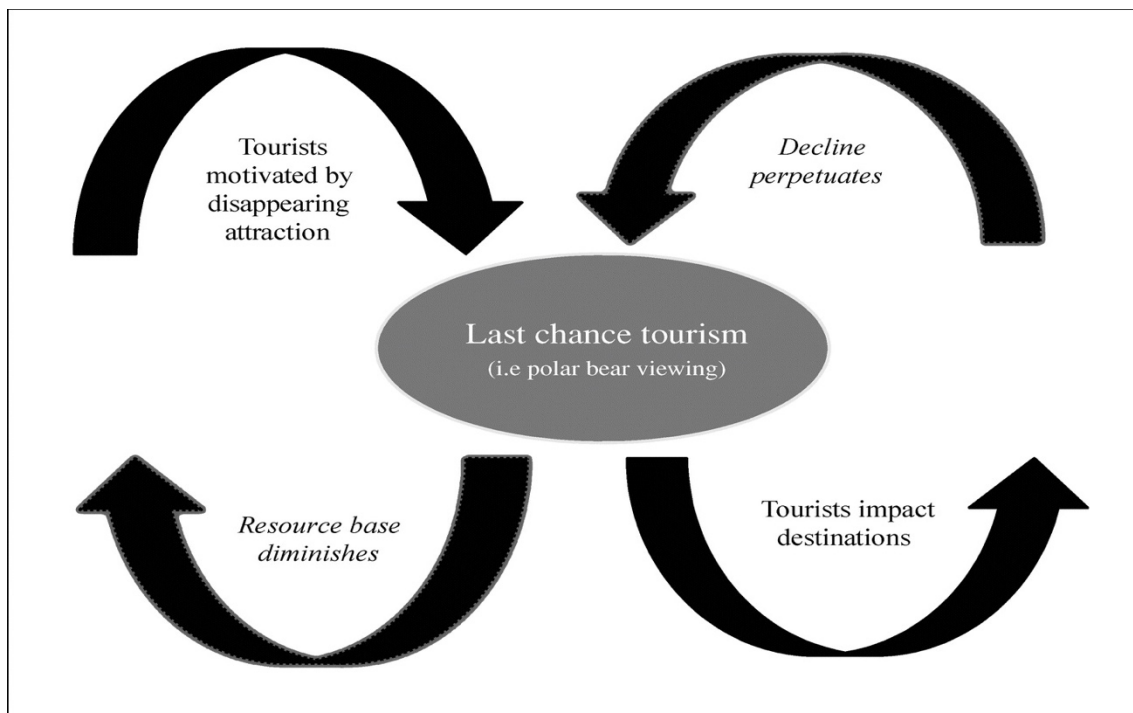 Tourists
motivated by
disappearing
attraction
Decline
perpetuates
Last chance tourism
(i.e polar bear viewing)
Resource base
diminishes
Tourists impact
destinations